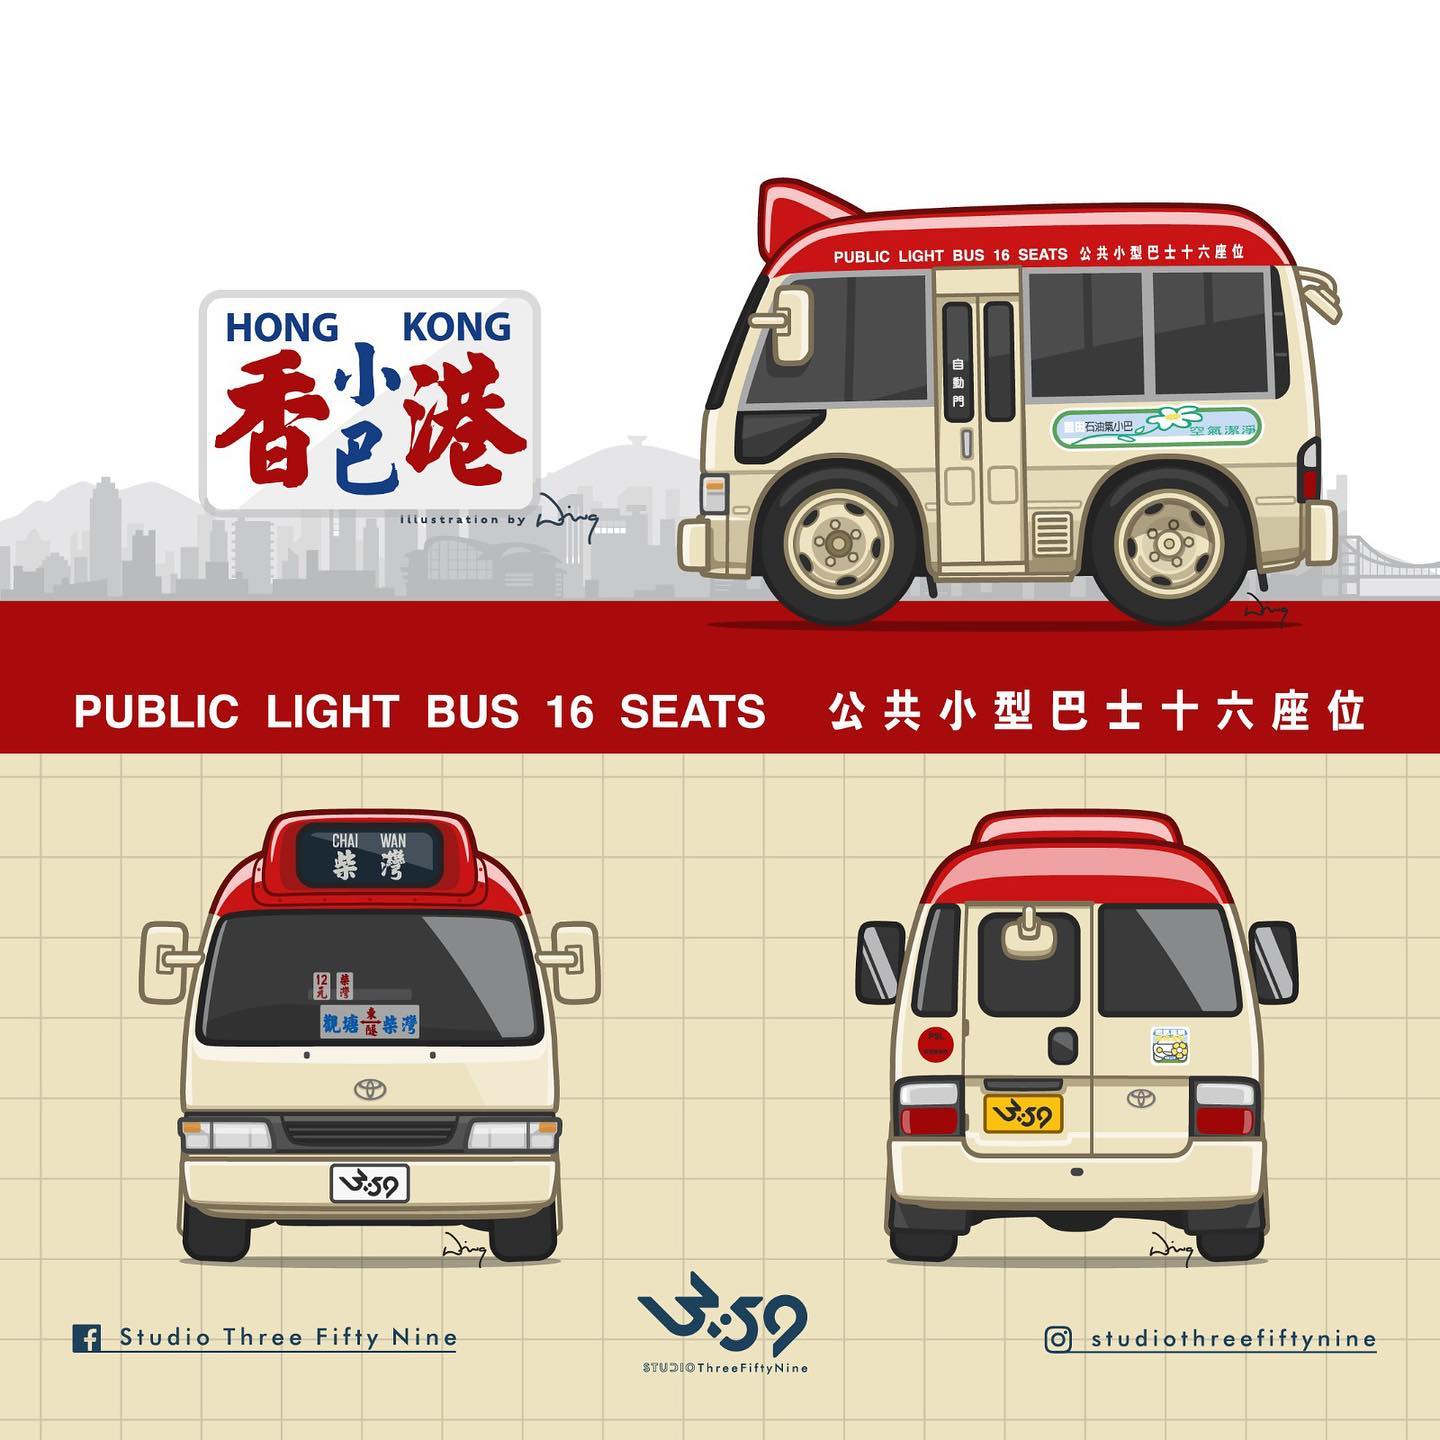 PUBLIC LIGHT BUS 16 SEATS 公共小型巴士十六座位
HONG KONG
香小巴港
自動門
石油氣小巴
空氣潔淨
illustration by Wing
Wing
PUBLIC LIGHT BUS 16 SEATS 公共小型巴士十六座位
CHAI WAN
柴灣
12元 柴灣
觀塘東隧柴灣
3:59
3:59
Wing
Wing
3:59
STUDIOThreeFiftyNine
Studio Three Fifty Nine
studiothreefiftynine